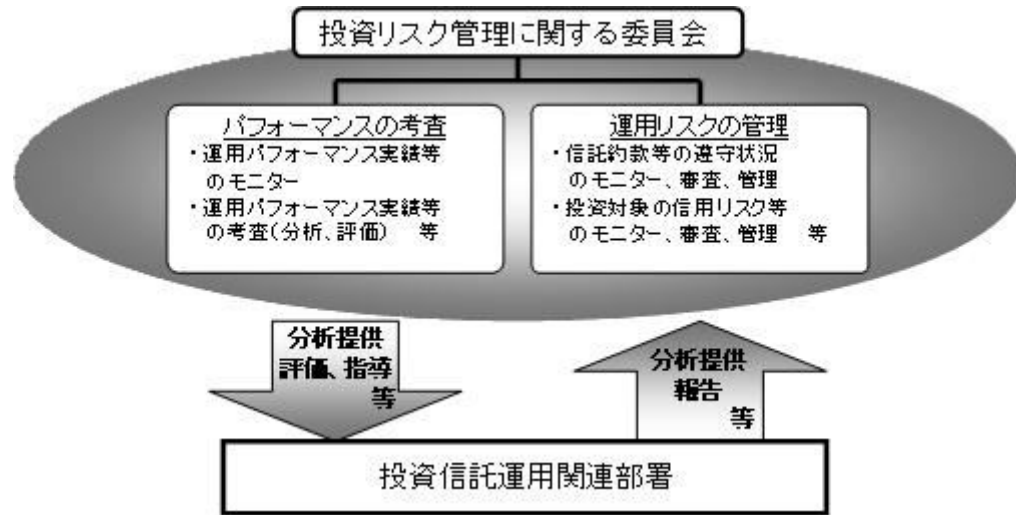 投資リスク管理に関する委員会
パフォーマンスの考査
・運用パフォーマンス実績等
のモニター
・運用パフォーマンス実績等
の考査(分析、評価) 等
運用リスクの管理
・信託約款等の遵守状況
のモニター、審査、管理
・投資対象の信用リスク等
のモニター、審査、管理 等
分析提供
評価、指導
等
分析提供
報告
等
投資信託運用関連部署